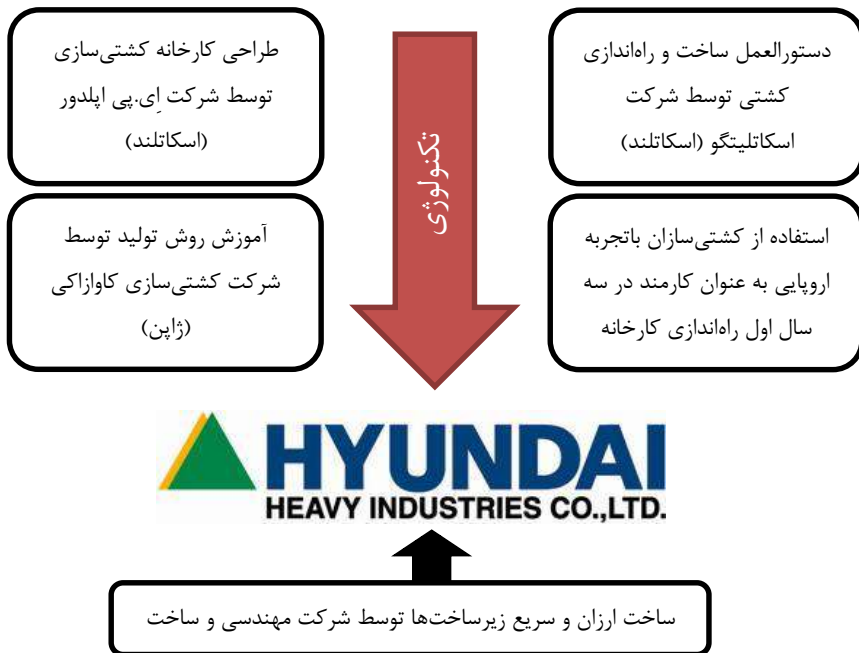 دستورالعمل ساخت و راه‌اندازی
کشتی توسط شرکت
اسکاتلیتگو (اسکاتلند)
طراحی کارخانه کشتی‌سازی
توسط شرکت اِی.پی اپلدور
(اسکاتلند)
تکنولوژی
استفاده از کشتی‌سازان باتجربه
اروپایی به عنوان کارمند در سه
سال اول راه‌اندازی کارخانه
آموزش روش تولید توسط
شرکت کشتی‌سازی کاوازاکی
(ژاپن)
HYUNDAI
HEAVY INDUSTRIES CO.,LTD.
ساخت ارزان و سریع زیرساخت‌ها توسط شرکت مهندسی و ساخت